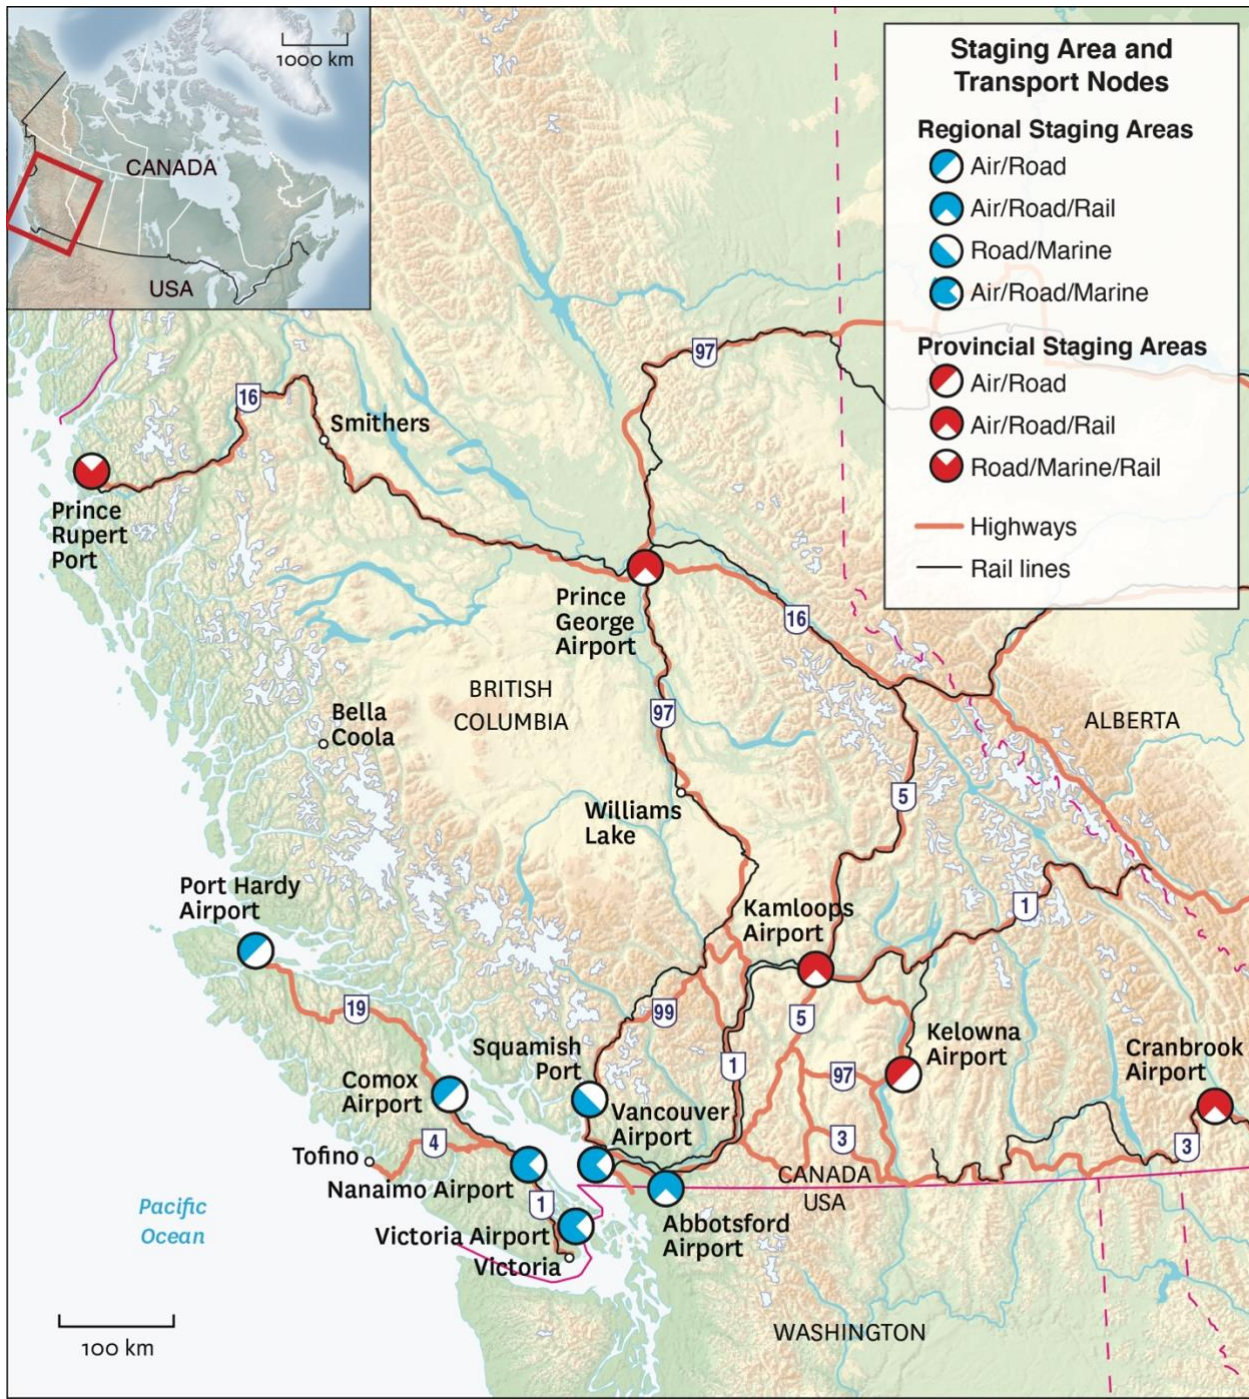 1000 km
CANADA
USA
Staging Area and
Transport Nodes
Regional Staging Areas
Air/Road
Air/Road/Rail
Road/Marine
Air/Road/Marine
Provincial Staging Areas
Air/Road
Air/Road/Rail
Road/Marine/Rail
Highways
Rail lines
97
16
Smithers
Prince
Rupert
Port
Prince
George
Airport
16
BRITISH
COLUMBIA
97
Bella
Coola
ALBERTA
Williams
Lake
5
Port Hardy
Airport
Kamloops
Airport
1
19
99
5
Squamish
Port
Kelowna
Airport
Cranbrook
Airport
Comox
Airport
1
97
Vancouver
Airport
4
3
3
Tofino
Nanaimo Airport
CANADA
USA
1
Pacific
Ocean
Victoria Airport
Victoria
Abbotsford
Airport
100 km
WASHINGTON